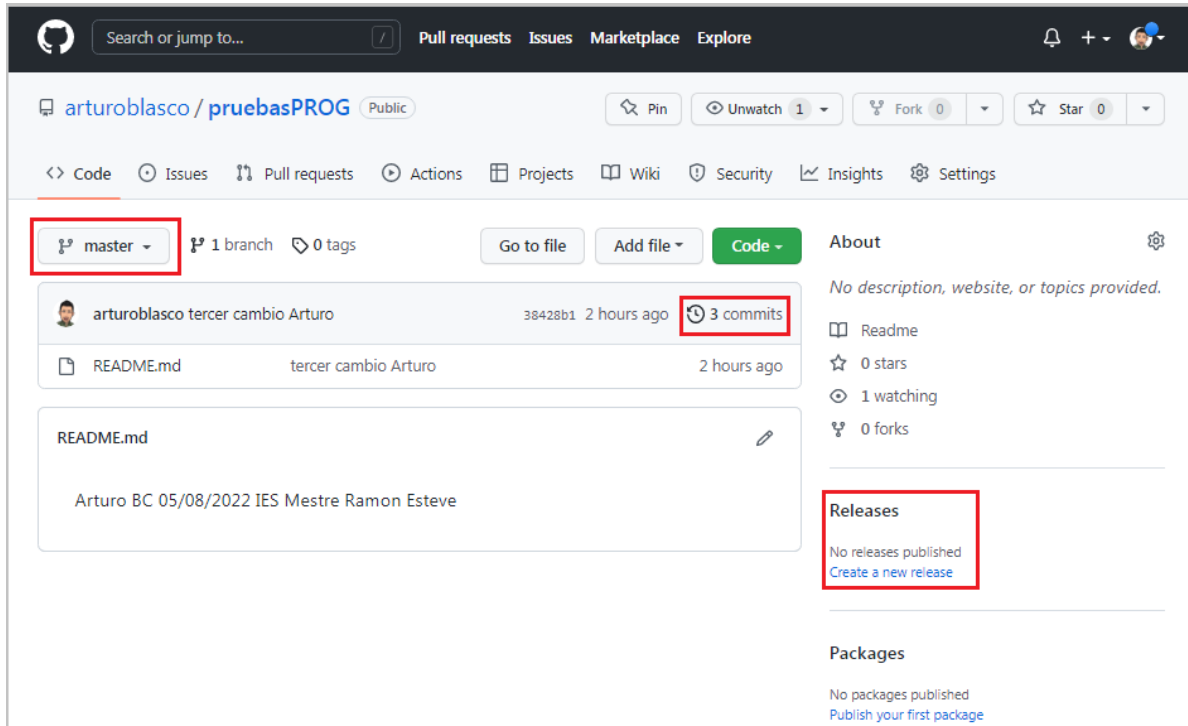 Search or jump to... / Pull requests Issues Marketplace Explore
arturoblasco / pruebasPROG Public Pin Unwatch 1 Fork 0 Star 0
Code Issues Pull requests Actions Projects Wiki Security Insights Settings
master 1 branch 0 tags Go to file Add file Code
arturoblasco tercer cambio Arturo 38428b1 2 hours ago 3 commits
README.md tercer cambio Arturo 2 hours ago
README.md
Arturo BC 05/08/2022 IES Mestre Ramon Esteve
About
No description, website, or topics provided.
Readme
0 stars
1 watching
0 forks
Releases
No releases published
Create a new release
Packages
No packages published
Publish your first package